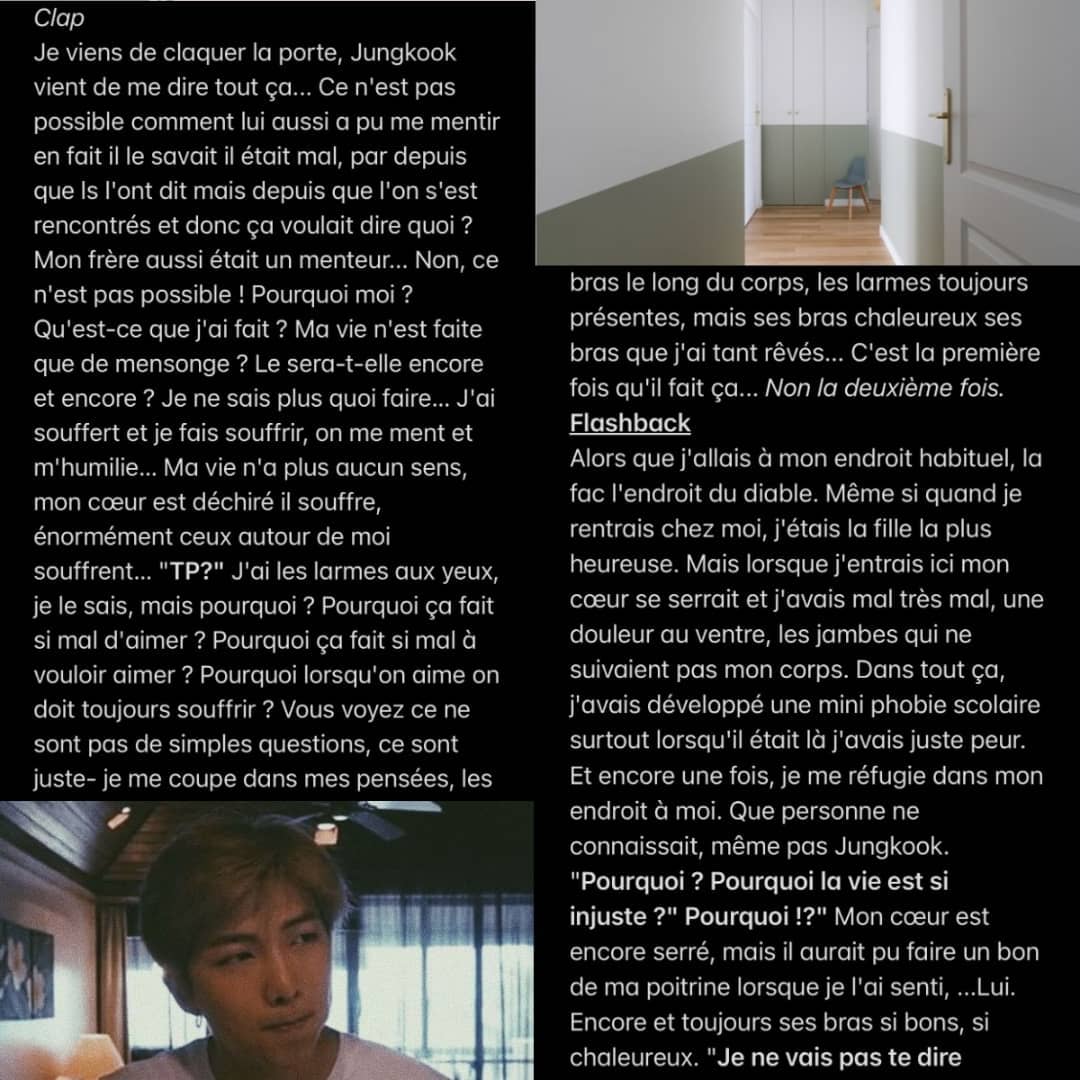 Clap
Je viens de claquer la porte, Jungkook
vient de me dire tout ça... Ce n'est pas
possible comment lui aussi a pu me mentir
en fait il le savait il était mal, par depuis
que ls l'ont dit mais depuis que l'on s'est
rencontrés et donc ça voulait dire quoi ?
Mon frère aussi était un menteur... Non, ce
n'est pas possible ! Pourquoi moi ?
Qu'est-ce que j'ai fait ? Ma vie n'est faite
que de mensonge ? Le sera-t-elle encore
et encore ? Je ne sais plus quoi faire... J'ai
souffert et je fais souffrir, on me ment et
m'humilie... Ma vie n'a plus aucun sens,
mon cœur est déchiré il souffre,
énormément ceux autour de moi
souffrent... "TP?" J'ai les larmes aux yeux,
je le sais, mais pourquoi ? Pourquoi ça fait
si mal d'aimer ? Pourquoi ça fait si mal à
vouloir aimer ? Pourquoi lorsqu'on aime on
doit toujours souffrir ? Vous voyez ce ne
sont pas de simples questions, ce sont
juste- je me coupe dans mes pensées, les
bras le long du corps, les larmes toujours
présentes, mais ses bras chaleureux ses
bras que j'ai tant rêvés... C'est la première
fois qu'il fait ça... Non la deuxième fois.
Flashback
Alors que j'allais à mon endroit habituel, la
fac l'endroit du diable. Même si quand je
rentrais chez moi, j'étais la fille la plus
heureuse. Mais lorsque j'entrais ici mon
cœur se serrait et j'avais mal très mal, une
douleur au ventre, les jambes qui ne
suivaient pas mon corps. Dans tout ça,
j'avais développé une mini phobie scolaire
surtout lorsqu'il était là j'avais juste peur.
Et encore une fois, je me réfugie dans mon
endroit à moi. Que personne ne
connaissait, même pas Jungkook.
"Pourquoi ? Pourquoi la vie est si
injuste ?" Pourquoi !?" Mon cœur est
encore serré, mais il aurait pu faire un bon
de ma poitrine lorsque je l'ai senti, ...Lui.
Encore et toujours ses bras si bons, si
chaleureux. "Je ne vais pas te dire